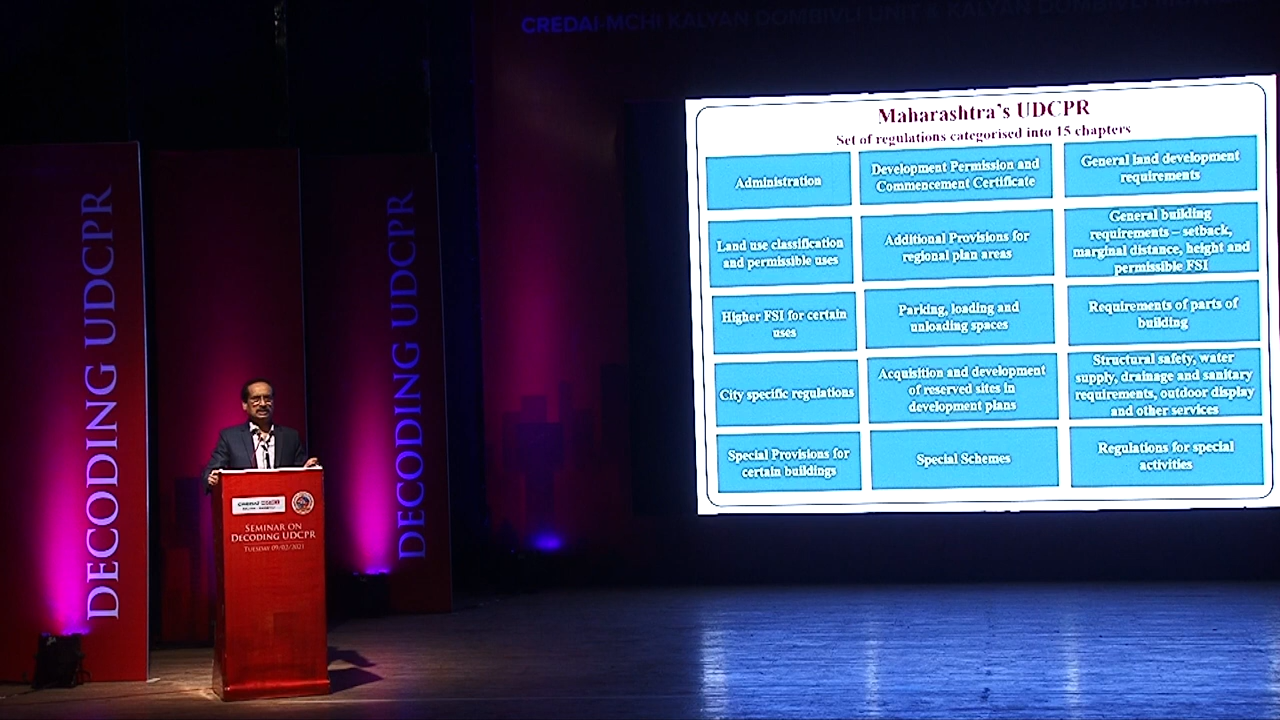 CREDAI-MCHI KALYAN DOMBIVLI UNIT & KALYAN
Maharashtra's UDCPR
Set of regulations categorised into 15 chapters
Administration
Development Permission and
Commencement Certificate
General land development
requirements
Land use classification
and permissible uses
Additional Provisions for
regional plan areas
General building
requirements – setback,
marginal distance, height and
permissible FSI
Higher FSI for certain
uses
Parking, loading and
unloading spaces
Requirements of parts of
building
City specific regulations
Acquisition and development
of reserved sites in
development plans
Structural safety, water
supply, drainage and sanitary
requirements, outdoor display
and other services
Special Provisions for
certain buildings
Special Schemes
Regulations for special
activities
DECODING UDCPR
DECODING UDCPR
CREDAI
SEMINAR ON
DECODING UDCPR
TUESDAY 09/02/2021